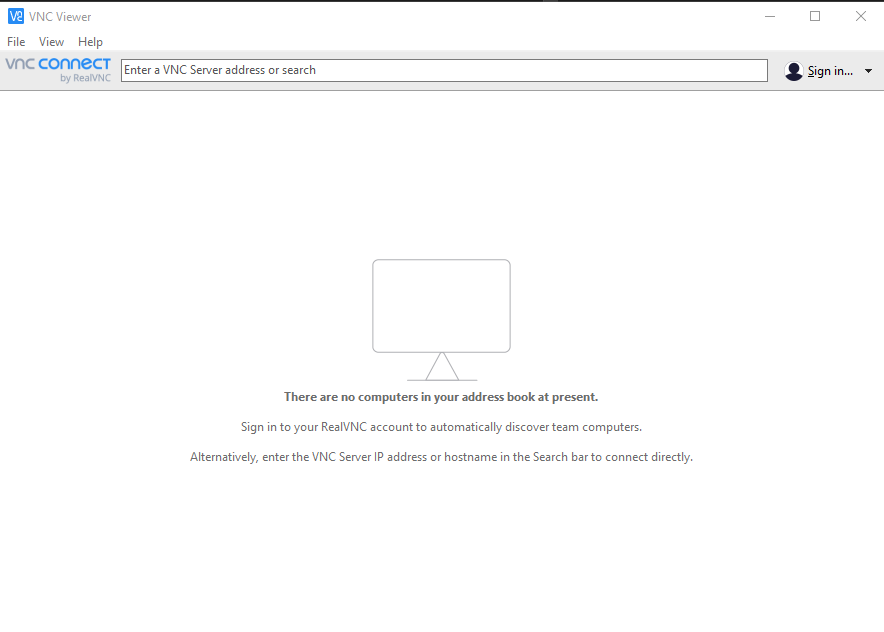 VNC Viewer
File View Help
vnc connect
by RealVNC
Enter a VNC Server address or search
Sign in...
There are no computers in your address book at present.
Sign in to your RealVNC account to automatically discover team computers.
Alternatively, enter the VNC Server IP address or hostname in the Search bar to connect directly.